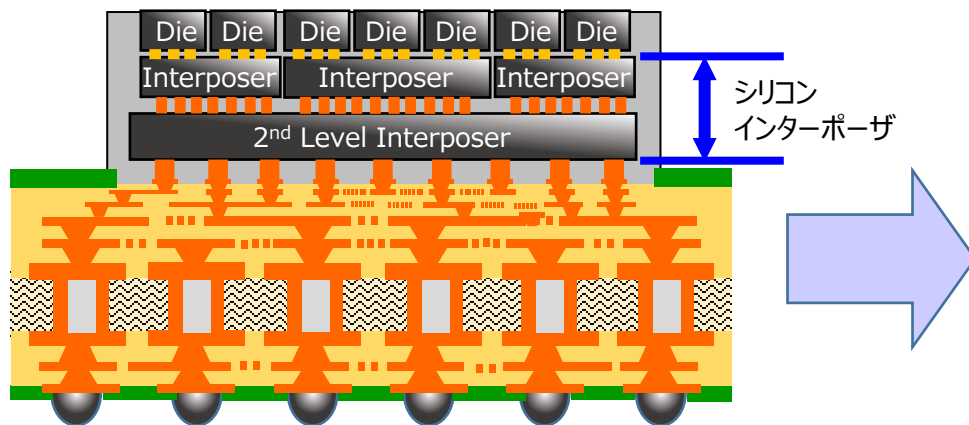 Die Die Die Die Die Die Die
Interposer Interposer Interposer
2nd Level Interposer
シリコン
インターポーザ